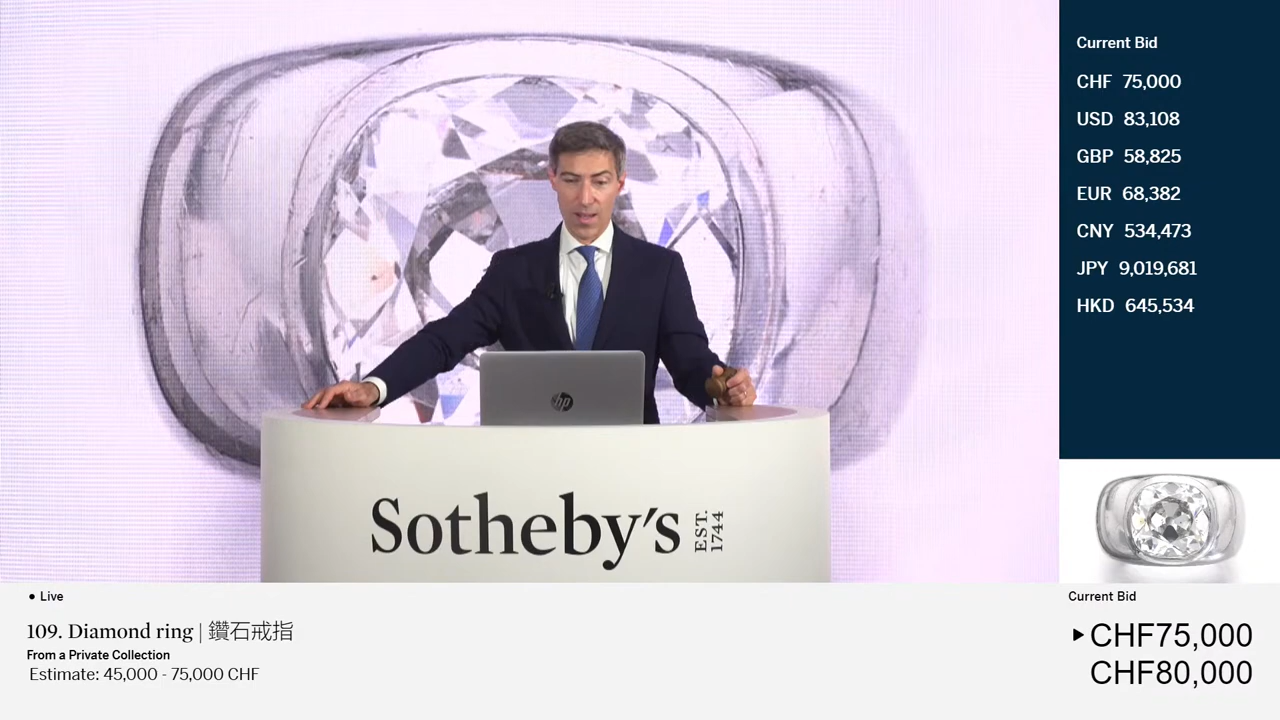 Current Bid
CHF 75,000
USD 83,108
GBP 58,825
EUR 68,382
CNY 534,473
JPY 9,019,681
HKD 645,534
hp
Sotheby's EST. 1744
• Live
109. Diamond ring | 鑽石戒指
From a Private Collection
Estimate: 45,000 - 75,000 CHF
Current Bid
CHF75,000
CHF80,000